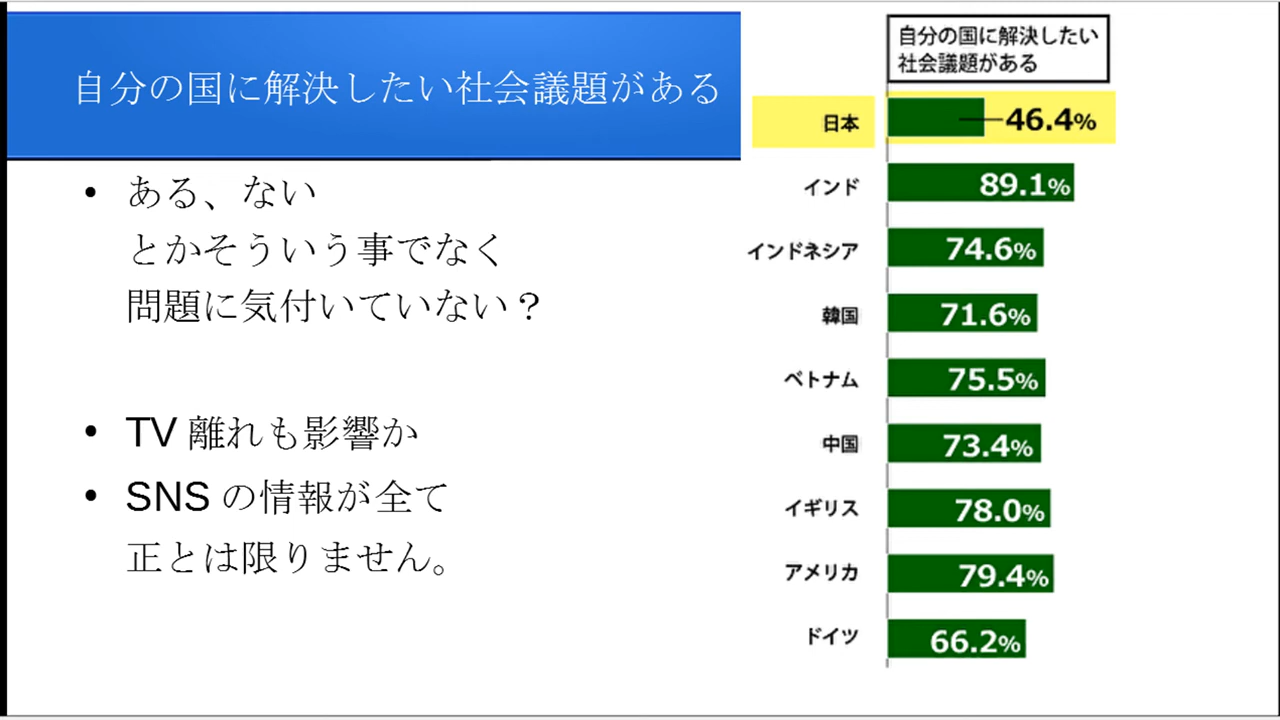 自分の国に解決したい社会議題がある
• ある、ない
とかそういう事でなく
問題に気付いていない？
• TV 離れも影響か
• SNS の情報が全て
正とは限りません。
自分の国に解決したい
社会議題がある
日本 46.4%
インド 89.1%
インドネシア 74.6%
韓国 71.6%
ベトナム 75.5%
中国 73.4%
イギリス 78.0%
アメリカ 79.4%
ドイツ 66.2%